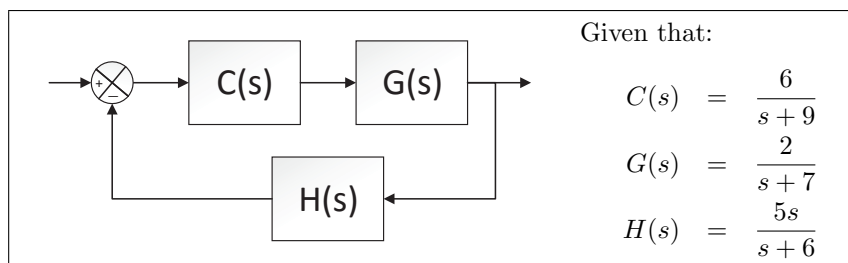 Given that:
C(s)
G(s)
H(s)
+
−
C(s) = 6 / (s + 9)
G(s) = 2 / (s + 7)
H(s) = 5s / (s + 6)